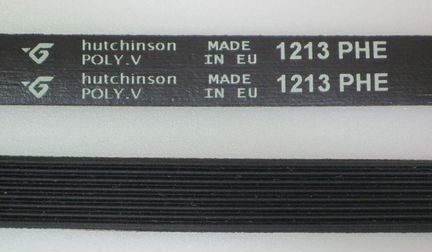 hutchinson MADE 1213 PHE
POLY.V IN EU
hutchinson MADE 1213 PHE
POLY.V IN EU